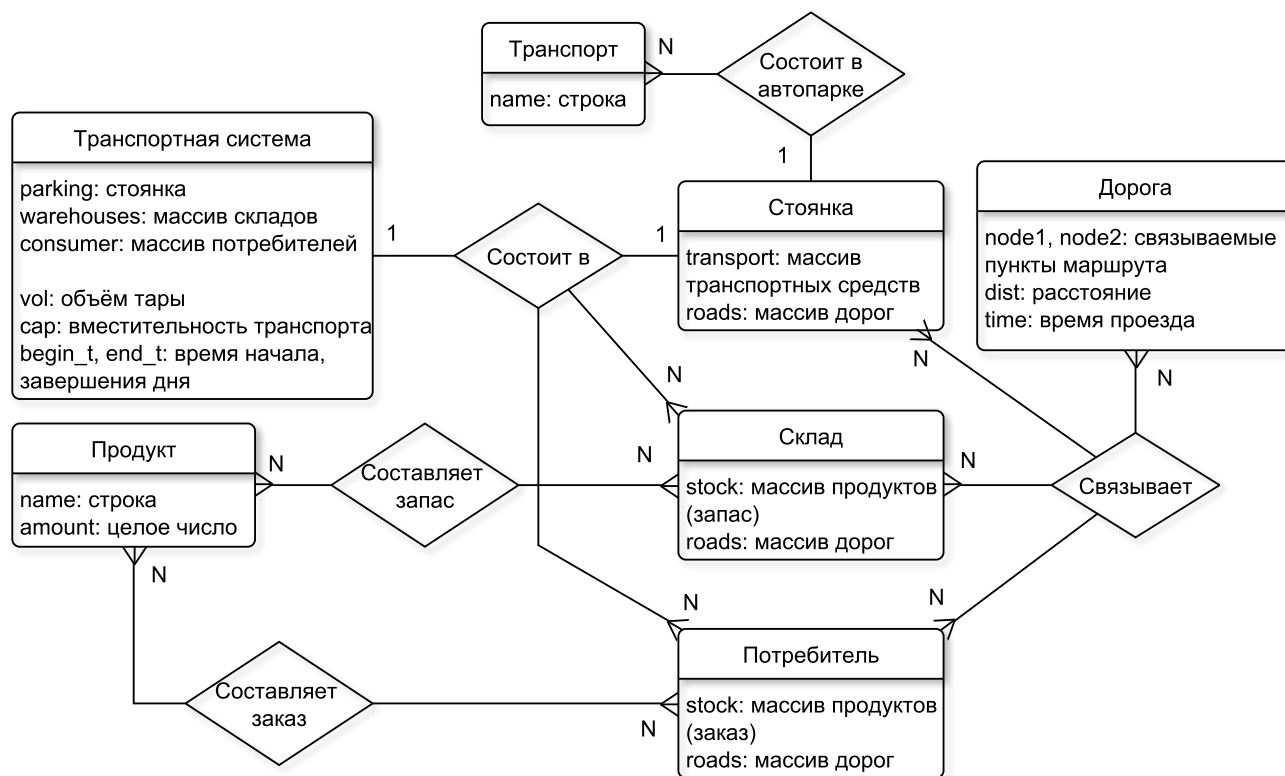 Транспорт
name: строка
N
Состоит в
автопарке
1
Транспортная система
parking: стоянка
warehouses: массив складов
consumer: массив потребителей
vol: объём тары
cap: вместительность транспорта
begin_t, end_t: время начала,
завершения дня
1
Состоит в
1
Стоянка
transport: массив
транспортных средств
roads: массив дорог
N
Дорога
node1, node2: связываемые
пункты маршрута
dist: расстояние
time: время проезда
N
N
Продукт
name: строка
amount: целое число
N
Составляет
запас
N
Склад
stock: массив продуктов
(запас)
roads: массив дорог
N
Связывает
N
N
N
Составляет
заказ
N
Потребитель
stock: массив продуктов
(заказ)
roads: массив дорог